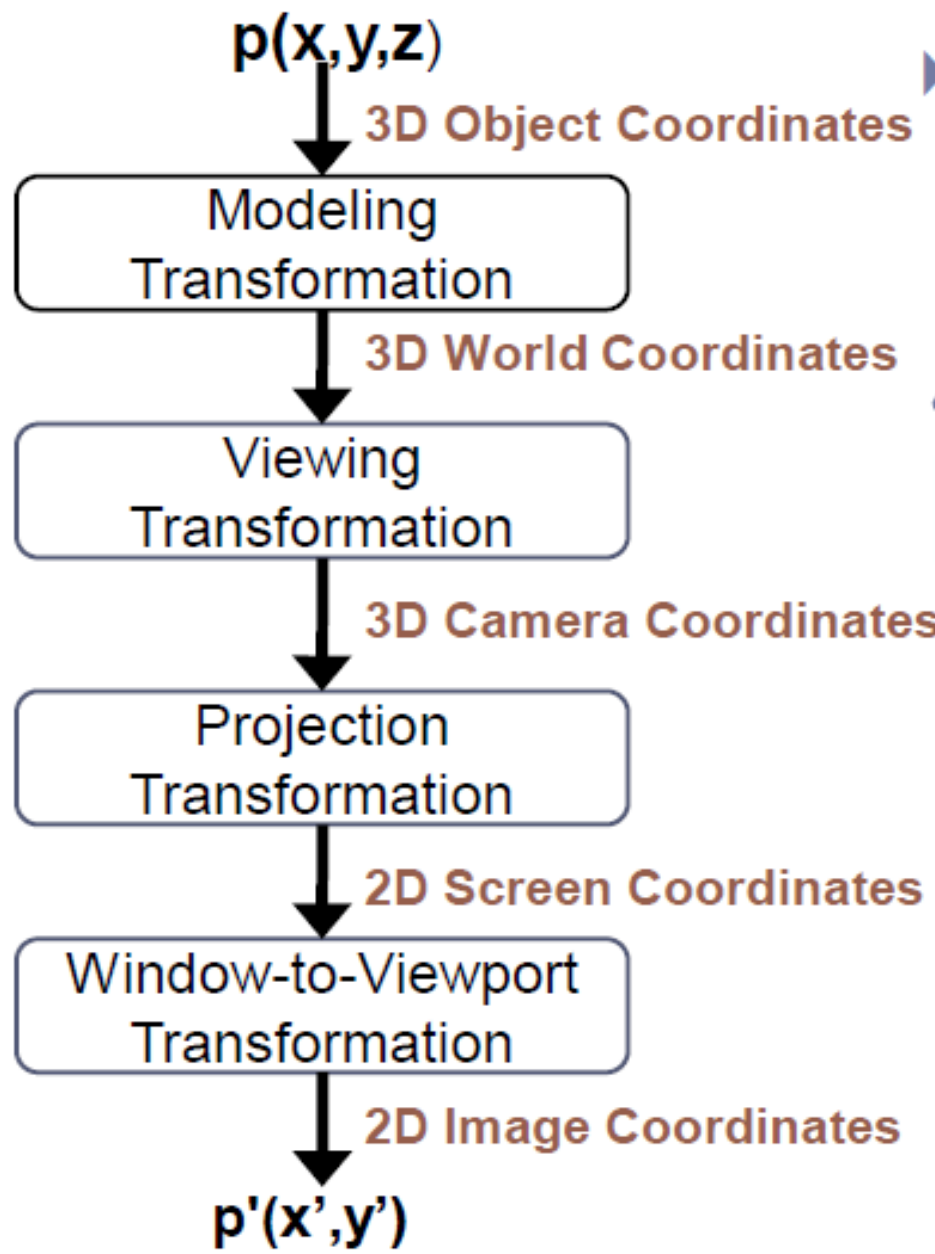 p(x,y,z)
3D Object Coordinates
Modeling
Transformation
3D World Coordinates
Viewing
Transformation
3D Camera Coordinates
Projection
Transformation
2D Screen Coordinates
Window-to-Viewport
Transformation
2D Image Coordinates
p'(x’,y’)